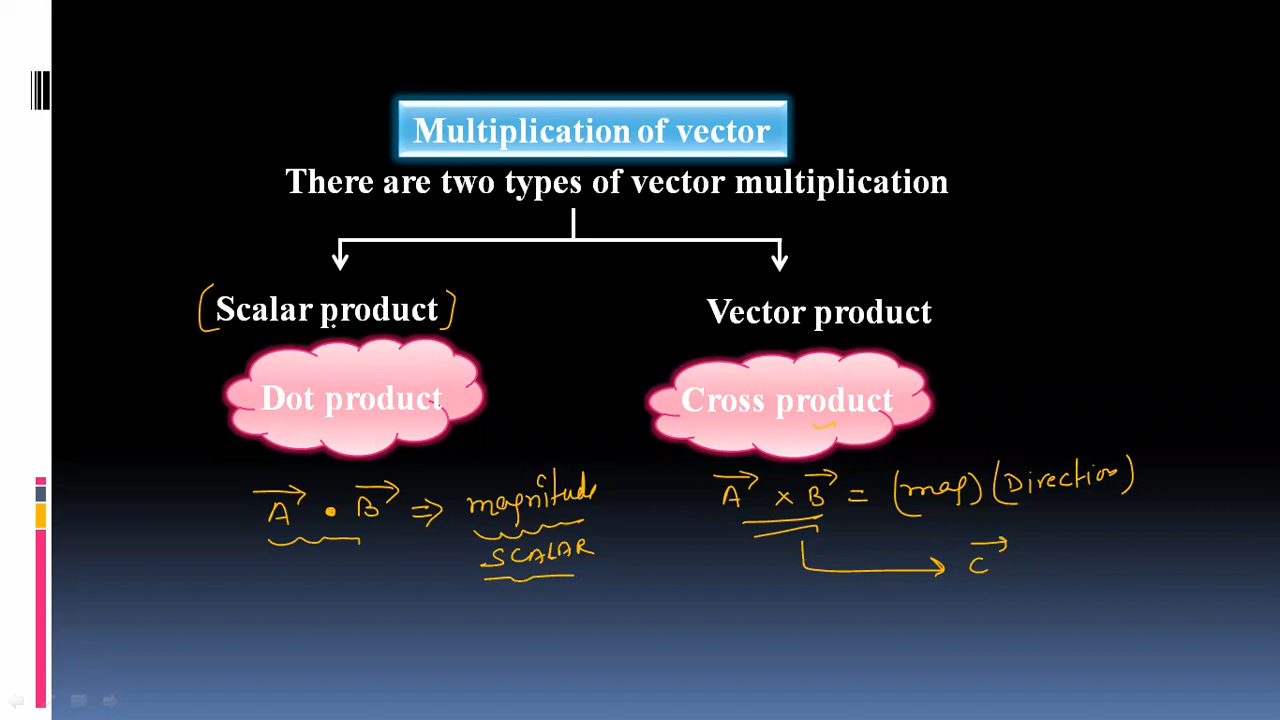 Multiplication of vector
There are two types of vector multiplication
(Scalar product)
Vector product
Dot product
Cross product
A⃗ • B⃗ ⇒ magnitude
SCALAR
A⃗ × B⃗ = (mag) (Direction)
C⃗